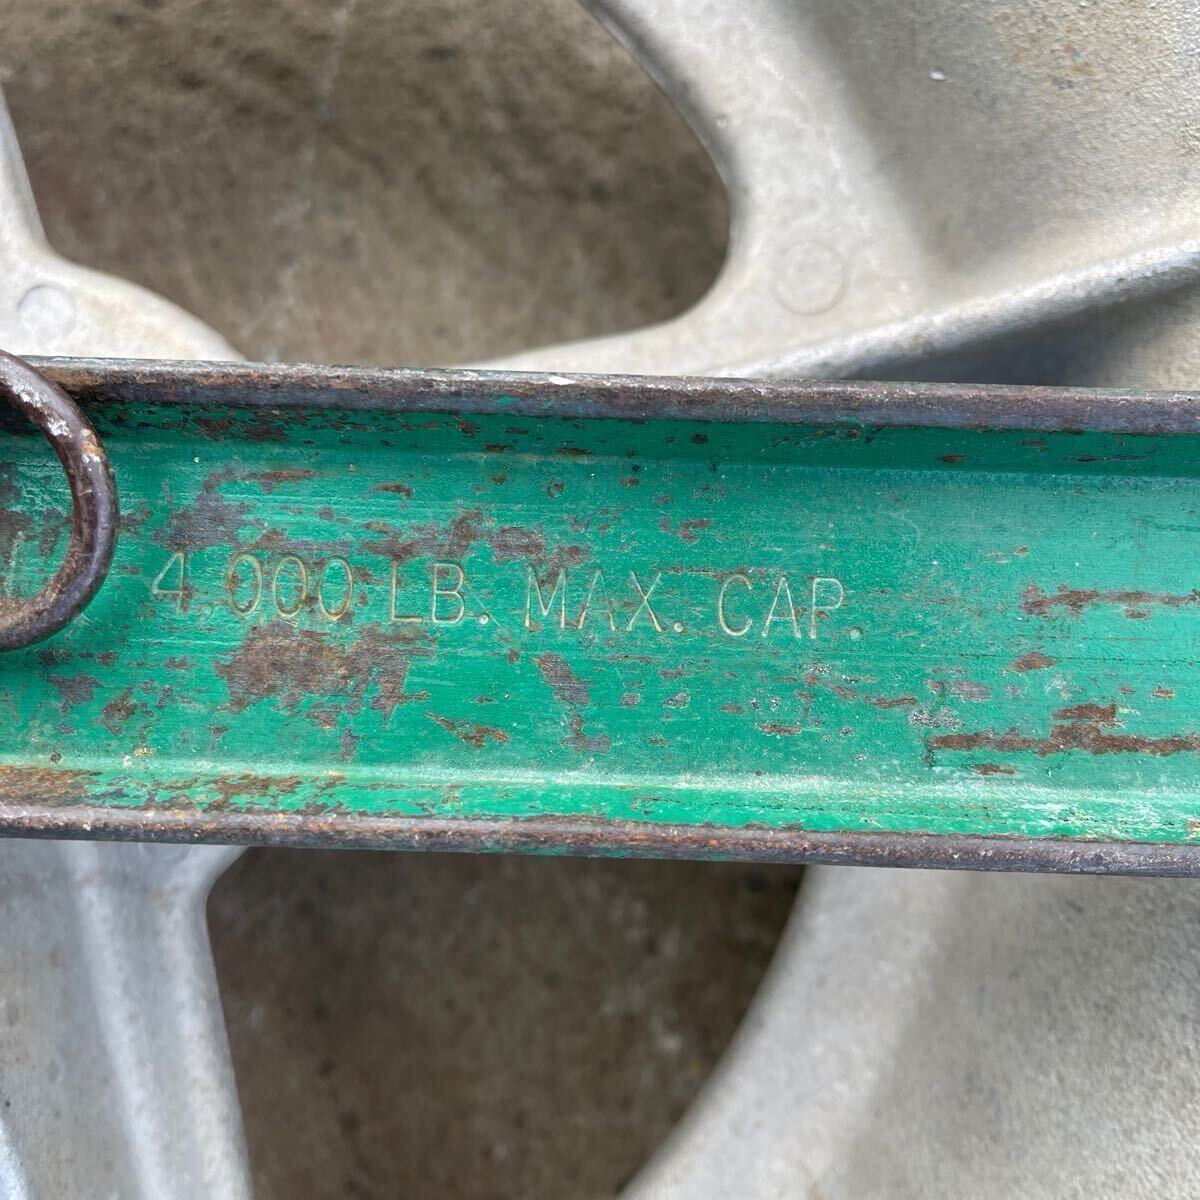 4,000 LB. MAX. CAP.